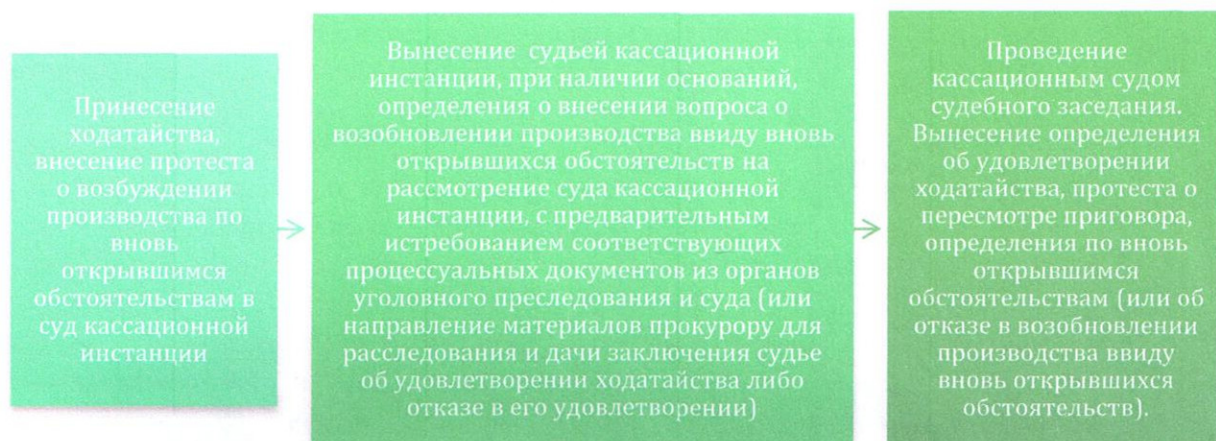 Принесение
ходатайства,
внесение протеста
о возбуждении
производства по
вновь
открывшимся
обстоятельствам в
суд кассационной
инстанции
Вынесение судьей кассационной
инстанции, при наличии оснований,
определения о внесении вопроса о
возобновлении производства ввиду вновь
открывшихся обстоятельств на
рассмотрение суда кассационной
инстанции, с предварительным
истребованием соответствующих
процессуальных документов из органов
уголовного преследования и суда (или
направление материалов прокурору для
расследования и дачи заключения судье
об удовлетворении ходатайства либо
отказе в его удовлетворении)
Проведение
кассационным судом
судебного заседания.
Вынесение определения
об удовлетворении
ходатайства, протеста о
пересмотре приговора,
определения по вновь
открывшимся
обстоятельствам (или об
отказе в возобновлении
производства ввиду
вновь открывшихся
обстоятельств).